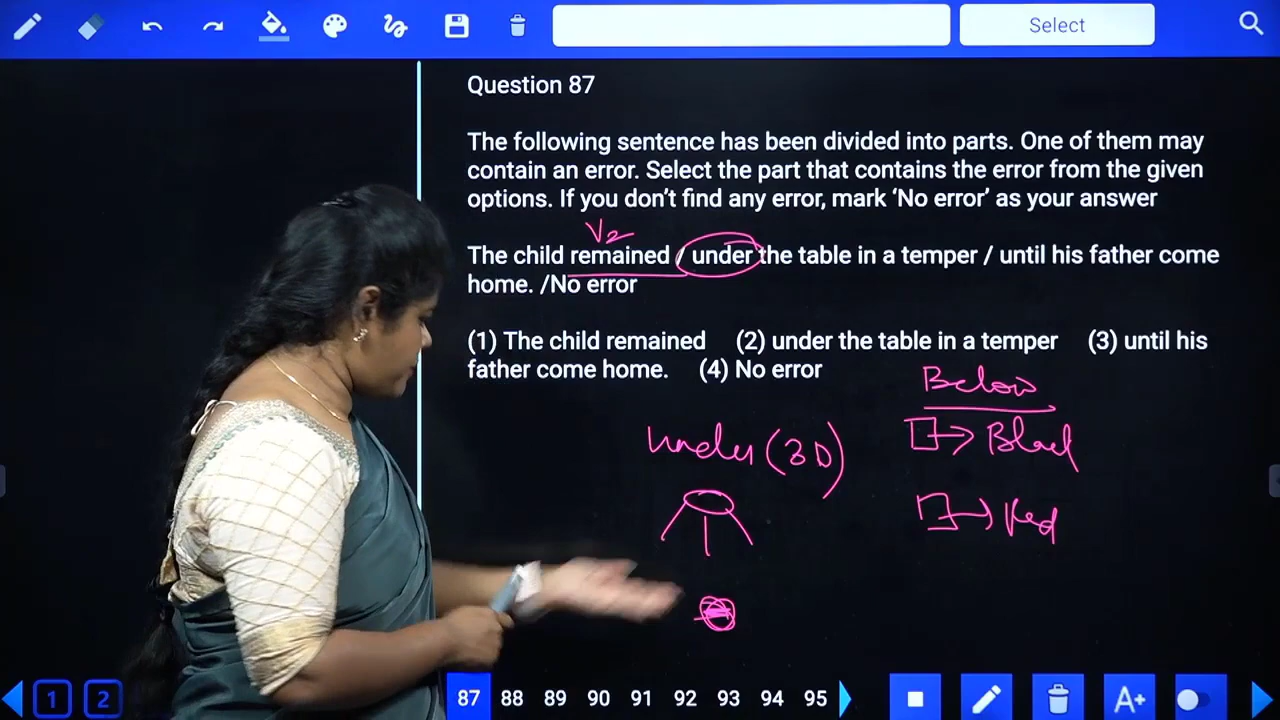 Select
Question 87
The following sentence has been divided into parts. One of them may
contain an error. Select the part that contains the error from the given
options. If you don't find any error, mark 'No error' as your answer
V2
The child remained / under the table in a temper / until his father come
home. /No error
(1) The child remained (2) under the table in a temper (3) until his
father come home. (4) No error
Below
under (3D)
Black
Red
1 2 87 88 89 90 91 92 93 94 95 A+